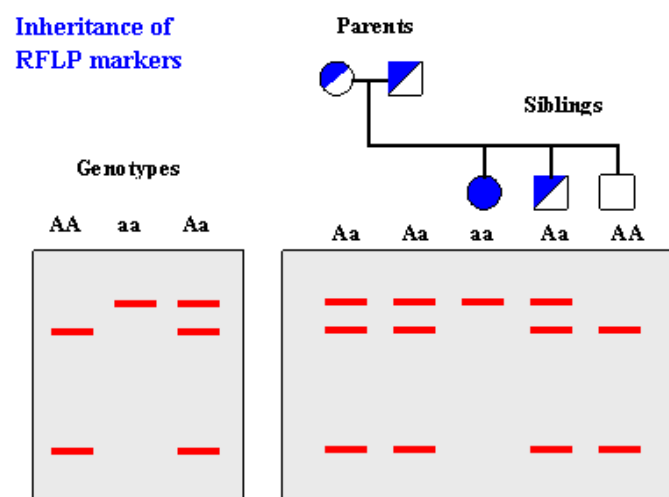 Inheritance of
RFLP markers
Parents
Siblings
Genotypes
AA aa Aa
Aa Aa aa Aa AA